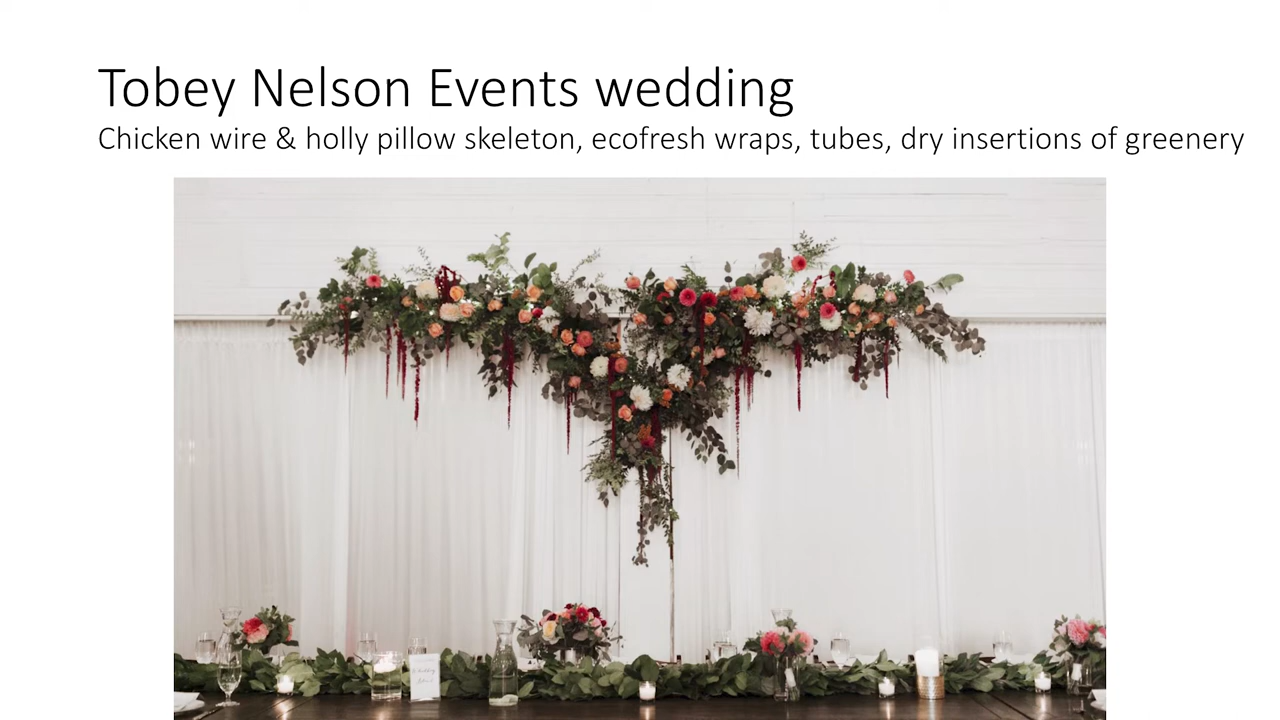 Tobey Nelson Events wedding
Chicken wire & holly pillow skeleton, ecofresh wraps, tubes, dry insertions of greenery